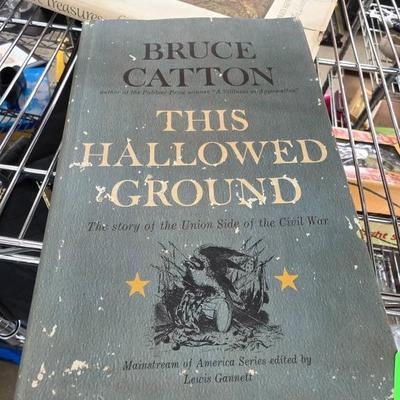 Treasures
BRUCE
CATTON
author of the Pulitzer Prize winner "A Stillness at Appomattox"
THIS
HALLOWED
GROUND
The story of the Union Side of the Civil War
Mainstream of America Series edited by
Lewis Gannett